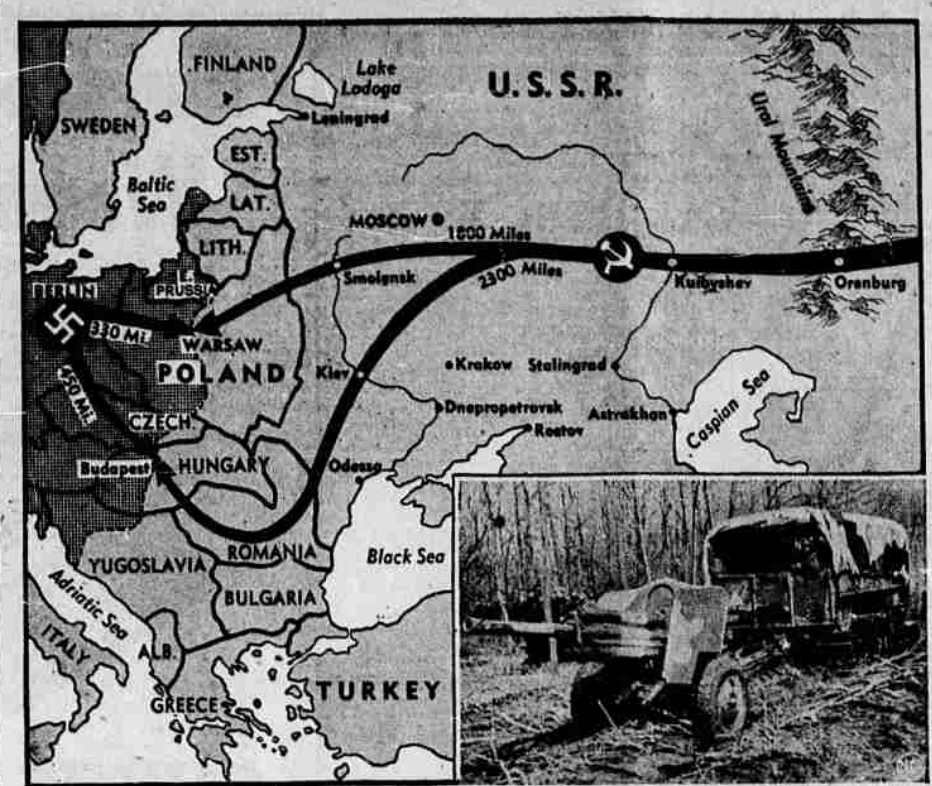 FINLAND
Lake
Ladoga
U. S. S. R.
Ural Mountains
Leningrad
SWEDEN
EST.
Baltic
Sea
LAT.
MOSCOW
1800 Miles
LITH.
2300 Miles
Smolensk
Kuibyshev
Orenburg
E.
PRUSSIA
BERLIN
330 Mi.
WARSAW
POLAND
Kiev
Krakow
Stalingrad
450 Mi.
CZECH.
Dnepropetrovsk
Astrakhan
Caspian Sea
Rostov
Budapest
HUNGARY
Odessa
ROMANIA
Black Sea
YUGOSLAVIA
BULGARIA
Adriatic Sea
ITALY
ALB.
TURKEY
GREECE